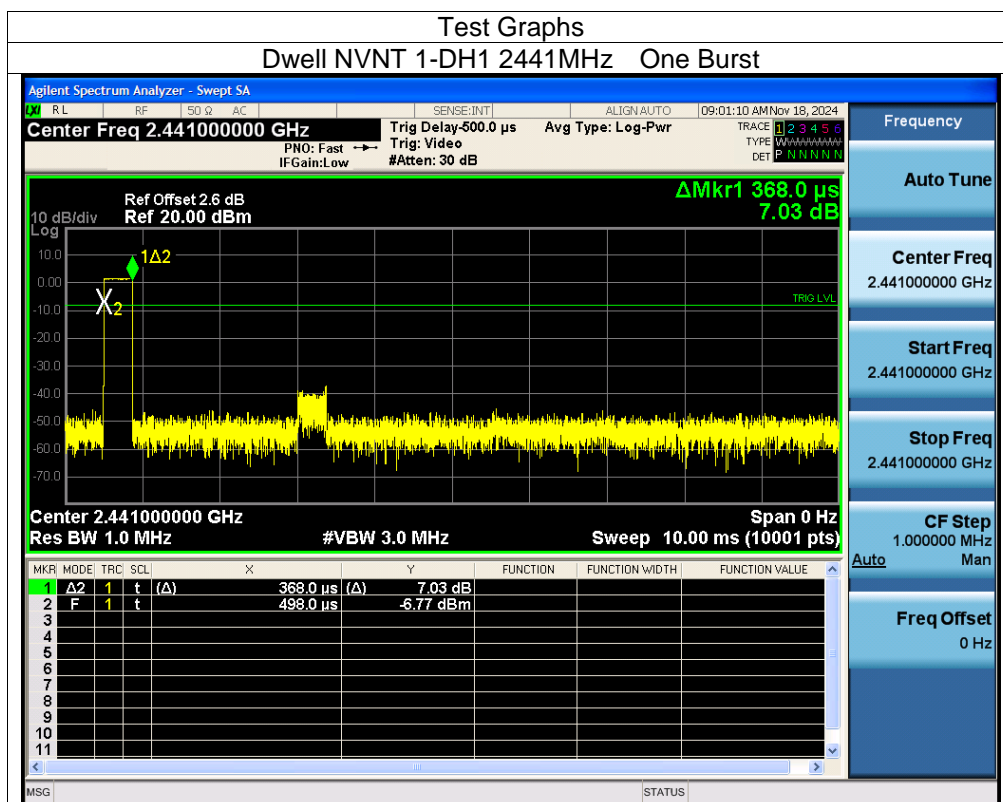 Test Graphs
Dwell NVNT 1-DH1 2441MHz One Burst
Agilent Spectrum Analyzer - Swept SA
LXI RL RF 50 Ω AC SENSE:INT ALIGN AUTO 09:01:10 AM Nov 18, 2024
Center Freq 2.441000000 GHz
PNO: Fast
IFGain:Low
Trig Delay-500.0 µs
Trig: Video
#Atten: 30 dB
Avg Type: Log-Pwr
TRACE 1 2 3 4 5 6
TYPE W
DET P N N N N N
ΔMkr1 368.0 µs
7.03 dB
Ref Offset 2.6 dB
10 dB/div Ref 20.00 dBm
Log
10.0
0.00
-10.0
-20.0
-30.0
-40.0
-50.0
-60.0
-70.0
1Δ2
X2
TRIG LVL
Center 2.441000000 GHz Span 0 Hz
Res BW 1.0 MHz #VBW 3.0 MHz Sweep 10.00 ms (10001 pts)
MKR MODE TRC SCL X Y FUNCTION FUNCTION WIDTH FUNCTION VALUE
1 Δ2 1 t (Δ) 368.0 µs (Δ) 7.03 dB
2 F 1 t 498.0 µs -6.77 dBm
3
4
5
6
7
8
9
10
11
MSG STATUS
Frequency
Auto Tune
Center Freq
2.441000000 GHz
Start Freq
2.441000000 GHz
Stop Freq
2.441000000 GHz
CF Step
1.000000 MHz
Auto Man
Freq Offset
0 Hz